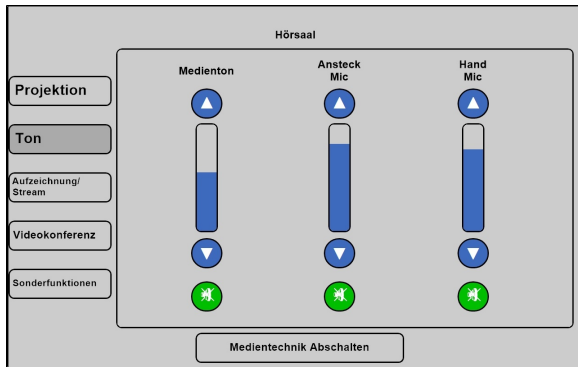 Hörsaal
Projektion
Ton
Aufzeichnung/
Stream
Videokonferenz
Sonderfunktionen
Medienton
Ansteck
Mic
Hand
Mic
Medientechnik Abschalten